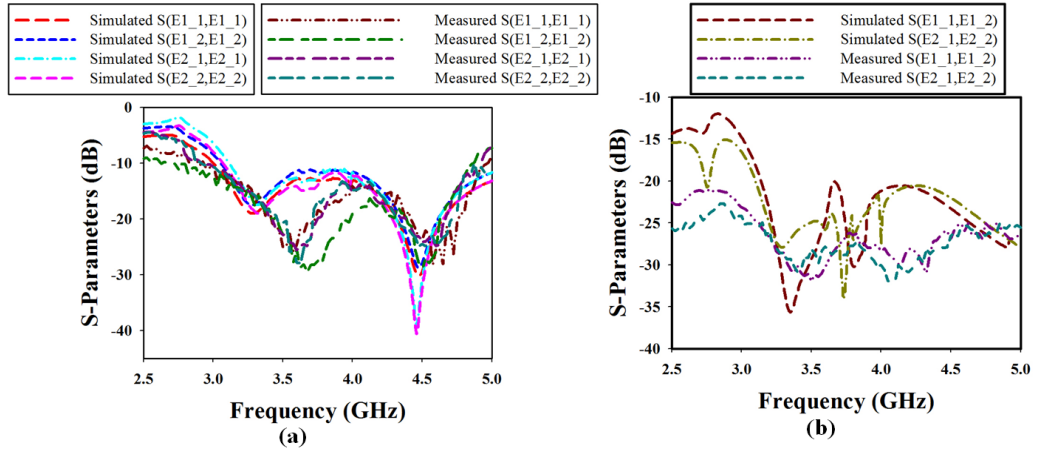 Simulated S(E1_1,E1_1)
Simulated S(E1_2,E1_2)
Simulated S(E2_1,E2_1)
Simulated S(E2_2,E2_2)
Measured S(E1_1,E1_1)
Measured S(E1_2,E1_2)
Measured S(E2_1,E2_1)
Measured S(E2_2,E2_2)
S-Parameters (dB)
0
-10
-20
-30
-40
2.5 3.0 3.5 4.0 4.5 5.0
Frequency (GHz)
(a)
Simulated S(E1_1,E1_2)
Simulated S(E2_1,E2_2)
Measured S(E1_1,E1_2)
Measured S(E2_1,E2_2)
S-Parameters (dB)
-10
-15
-20
-25
-30
-35
-40
2.5 3.0 3.5 4.0 4.5 5.0
Frequency (GHz)
(b)